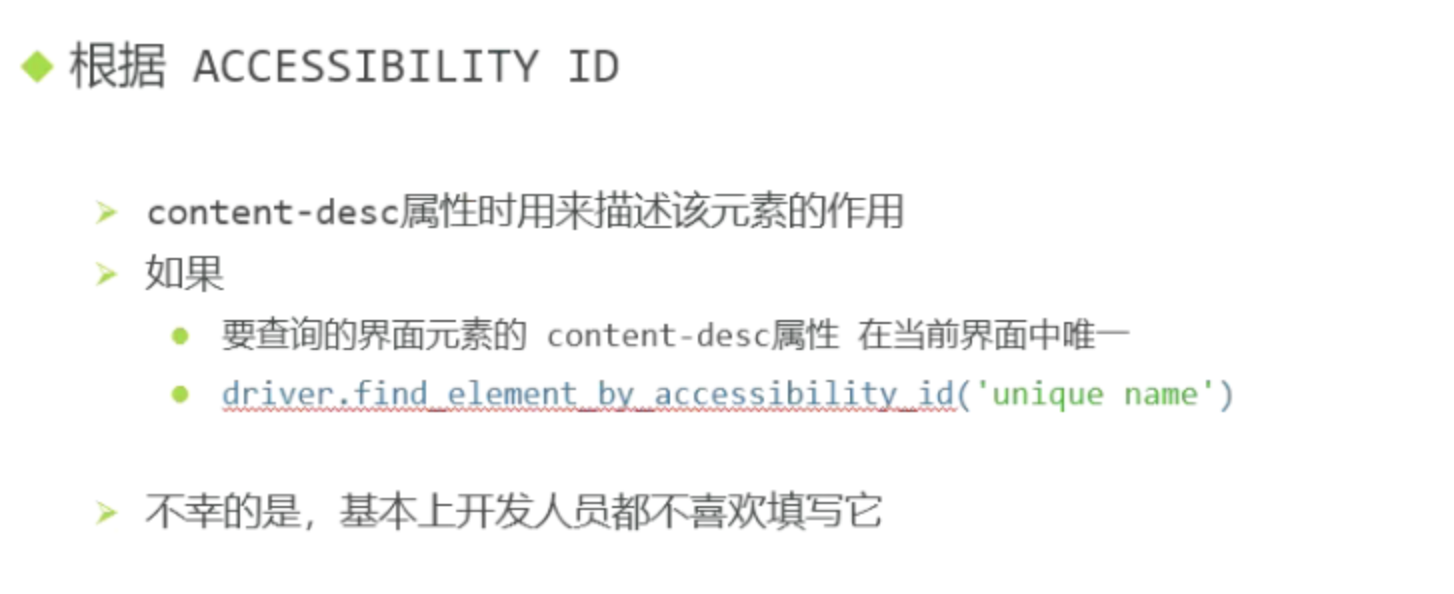 根据 ACCESSIBILITY ID
content-desc属性时用来描述该元素的作用
如果
要查询的界面元素的 content-desc属性 在当前界面中唯一
driver.find_element_by_accessibility_id('unique name')
不幸的是，基本上开发人员都不喜欢填写它